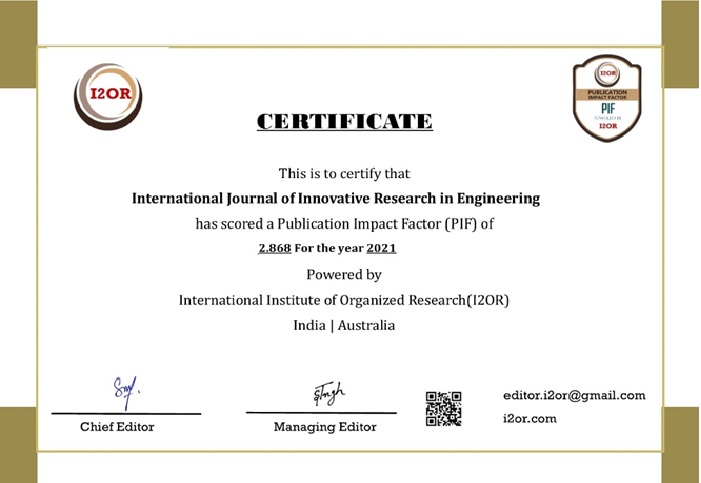 I2OR
I2OR
PUBLICATION
IMPACT FACTOR
PIF
I2OR
CERTIFICATE
This is to certify that
International Journal of Innovative Research in Engineering
has scored a Publication Impact Factor (PIF) of
2.868 For the year 2021
Powered by
International Institute of Organized Research(I2OR)
India | Australia
editor.i2or@gmail.com
i2or.com
Chief Editor
Managing Editor